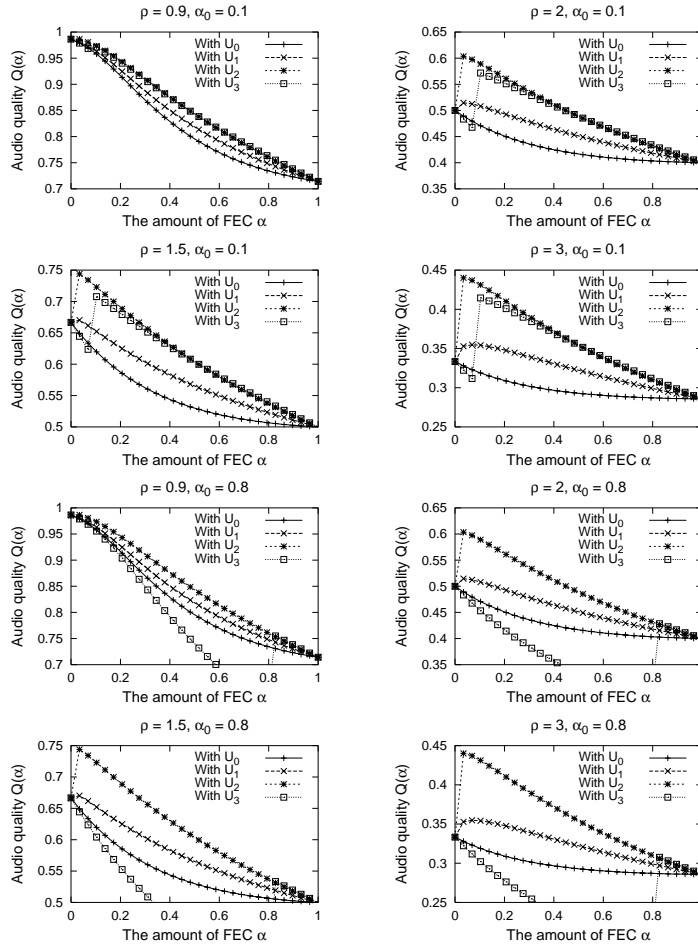 ρ = 0.9, α0 = 0.1
Audio quality Q(α)
1
0.95
0.9
0.85
0.8
0.75
0.7
0 0.2 0.4 0.6 0.8 1
The amount of FEC α
With U0
With U1
With U2
With U3
ρ = 2, α0 = 0.1
Audio quality Q(α)
0.65
0.6
0.55
0.5
0.45
0.4
0.35
0 0.2 0.4 0.6 0.8
The amount of FEC α
With U0
With U1
With U2
With U3
ρ = 1.5, α0 = 0.1
Audio quality Q(α)
0.75
0.7
0.65
0.6
0.55
0.5
0 0.2 0.4 0.6 0.8 1
The amount of FEC α
With U0
With U1
With U2
With U3
ρ = 3, α0 = 0.1
Audio quality Q(α)
0.45
0.4
0.35
0.3
0.25
0 0.2 0.4 0.6 0.8
The amount of FEC α
With U0
With U1
With U2
With U3
ρ = 0.9, α0 = 0.8
Audio quality Q(α)
1
0.95
0.9
0.85
0.8
0.75
0.7
0 0.2 0.4 0.6 0.8 1
The amount of FEC α
With U0
With U1
With U2
With U3
ρ = 2, α0 = 0.8
Audio quality Q(α)
0.65
0.6
0.55
0.5
0.45
0.4
0.35
0 0.2 0.4 0.6 0.8
The amount of FEC α
With U0
With U1
With U2
With U3
ρ = 1.5, α0 = 0.8
Audio quality Q(α)
0.75
0.7
0.65
0.6
0.55
0.5
0 0.2 0.4 0.6 0.8 1
The amount of FEC α
With U0
With U1
With U2
With U3
ρ = 3, α0 = 0.8
Audio quality Q(α)
0.45
0.4
0.35
0.3
0.25
0 0.2 0.4 0.6 0.8
The amount of FEC α
With U0
With U1
With U2
With U3